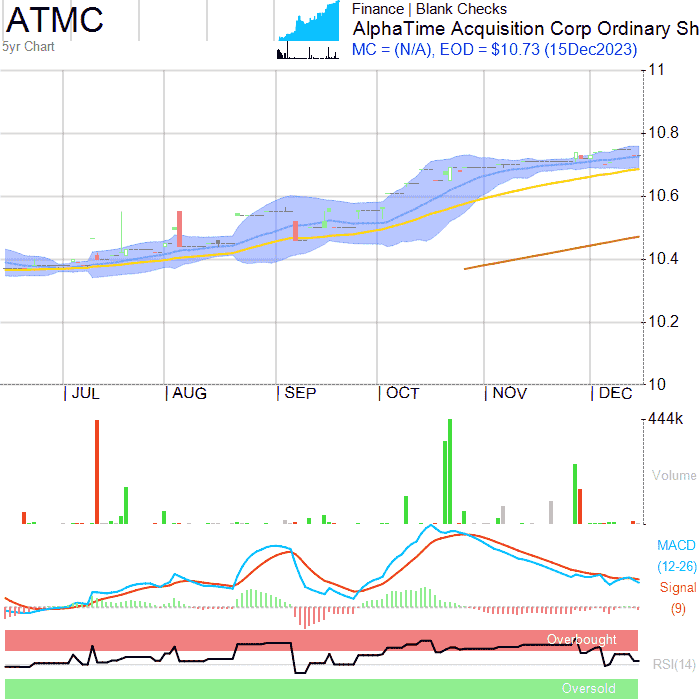 ATMC
5yr Chart
Finance | Blank Checks
AlphaTime Acquisition Corp Ordinary Sh
MC = (N/A), EOD = $10.73 (15Dec2023)
11
10.8
10.6
10.4
10.2
10
JUL AUG SEP OCT NOV DEC
444k
Volume
MACD
(12-26)
Signal
(9)
Overbought
RSI(14)
Oversold